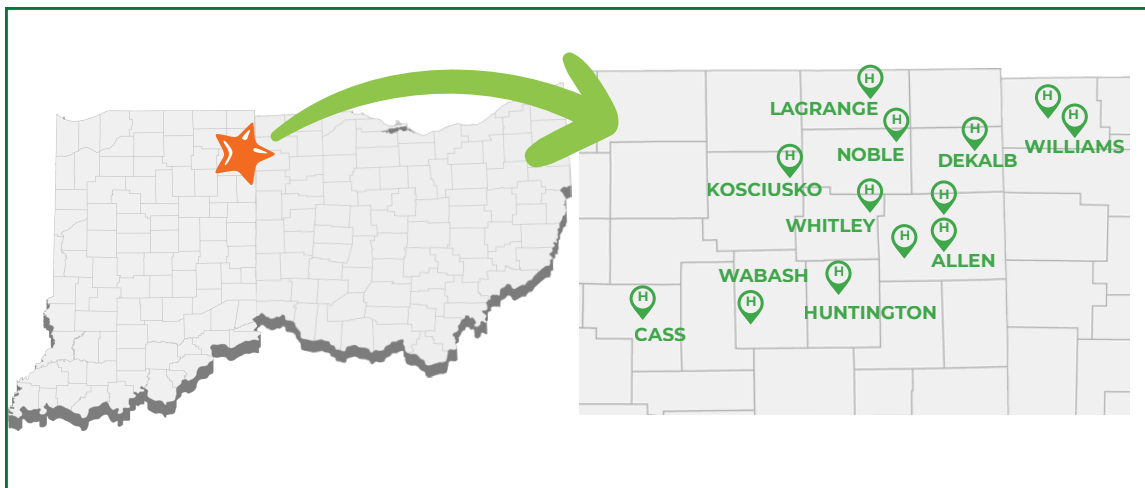 H
H
LAGRANGE
H
H
WILLIAMS
H
NOBLE
DEKALB
H
KOSCIUSKO
H
H
WHITLEY
H
H
ALLEN
WABASH
H
H
H
HUNTINGTON
CASS